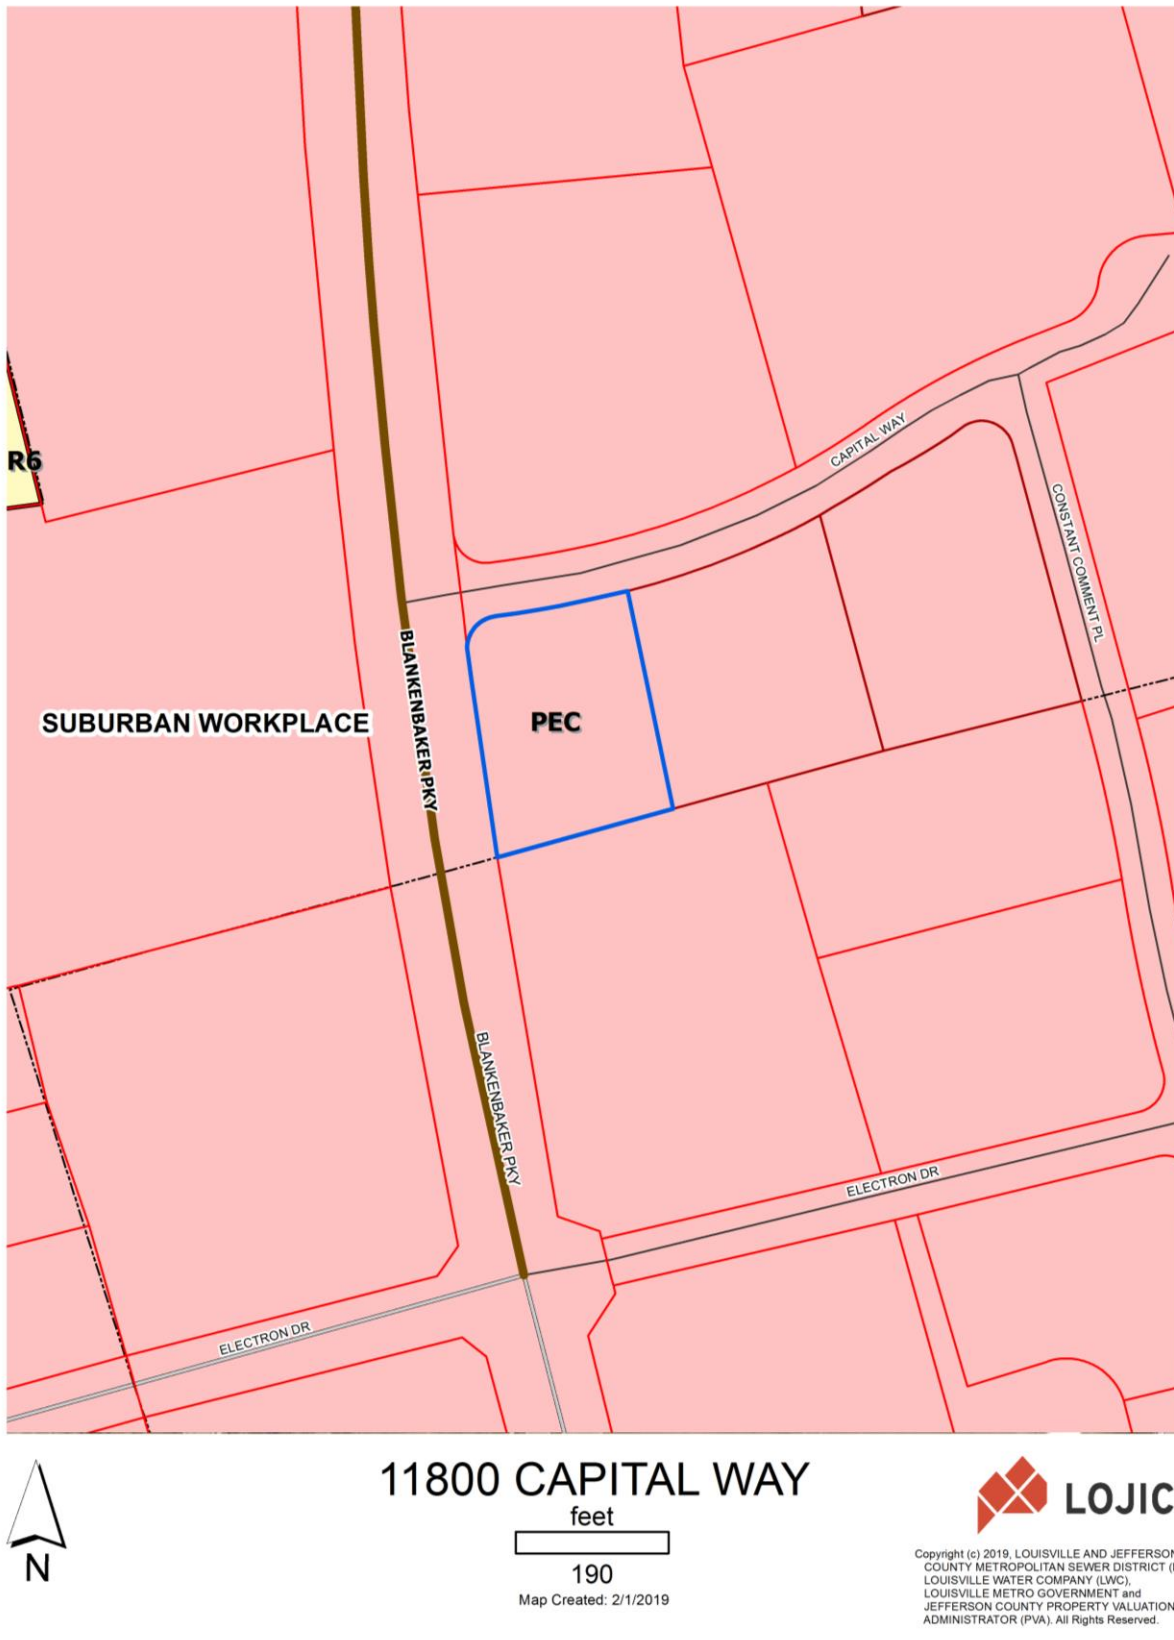 CAPITAL WAY
R6
CONSTANT COMMENT PL
BLANKENBAKER PKY
SUBURBAN WORKPLACE
PEC
BLANKENBAKER PKY
ELECTRON DR
ELECTRON DR
11800 CAPITAL WAY
feet
190
Map Created: 2/1/2019
N
LOJIC
Copyright (c) 2019, LOUISVILLE AND JEFFERSON
COUNTY METROPOLITAN SEWER DISTRICT
LOUISVILLE WATER COMPANY (LWC),
LOUISVILLE METRO GOVERNMENT and
JEFFERSON COUNTY PROPERTY VALUATION
ADMINISTRATOR (PVA). All Rights Reserved.